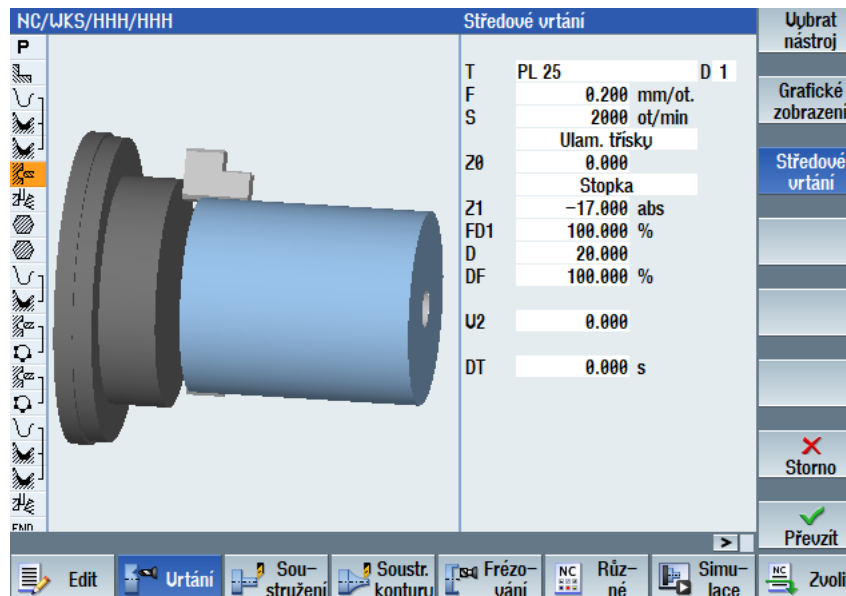 NC/WKS/HHH/HHH
Středové vrtání
Vybrat
nástroj
P
T PL 25 D 1
F 0.200 mm/ot.
S 2000 ot/min
Ulam. třísky
Z0 0.000
Stopka
Z1 -17.000 abs
FD1 100.000 %
D 20.000
DF 100.000 %
V2 0.000
DT 0.000 s
Grafické
zobrazení
Středové
vrtání
Storno
Převzít
END
>
Edit
Vrtání
Sou-
stružení
Soustr.
konturu
Frézo-
vání
NC
Růz-
né
Simu-
lace
NC
Zvoli